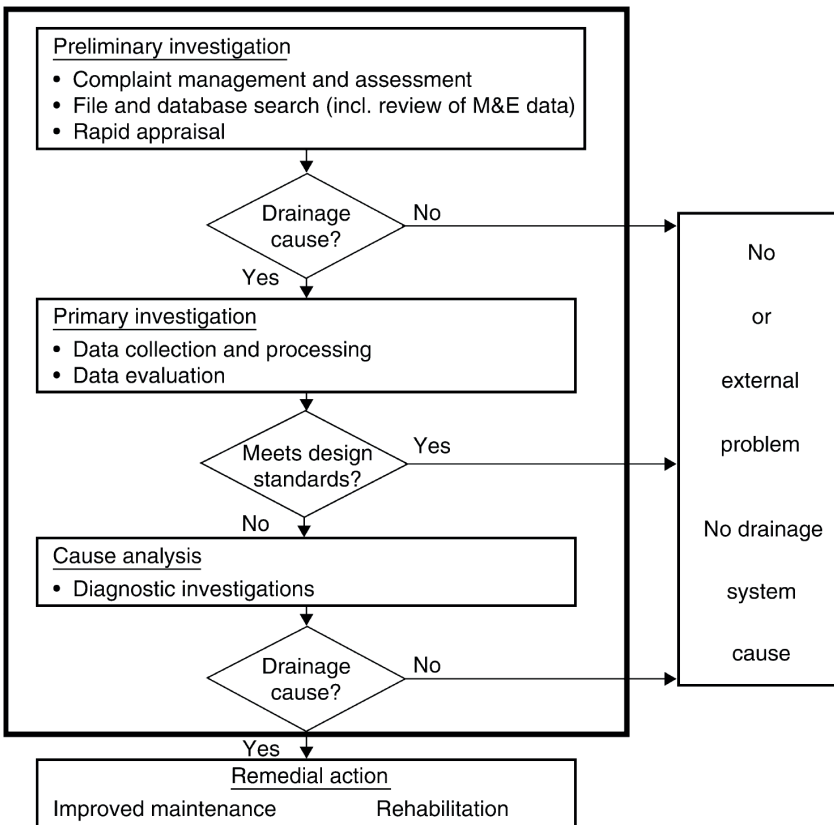 Preliminary investigation
• Complaint management and assessment
• File and database search (incl. review of M&E data)
• Rapid appraisal
Drainage
cause?
No
Yes
Primary investigation
• Data collection and processing
• Data evaluation
Meets design
standards?
Yes
No
Cause analysis
• Diagnostic investigations
Drainage
cause?
No
Yes
Remedial action
Improved maintenance Rehabilitation
No
or
external
problem
No drainage
system
cause